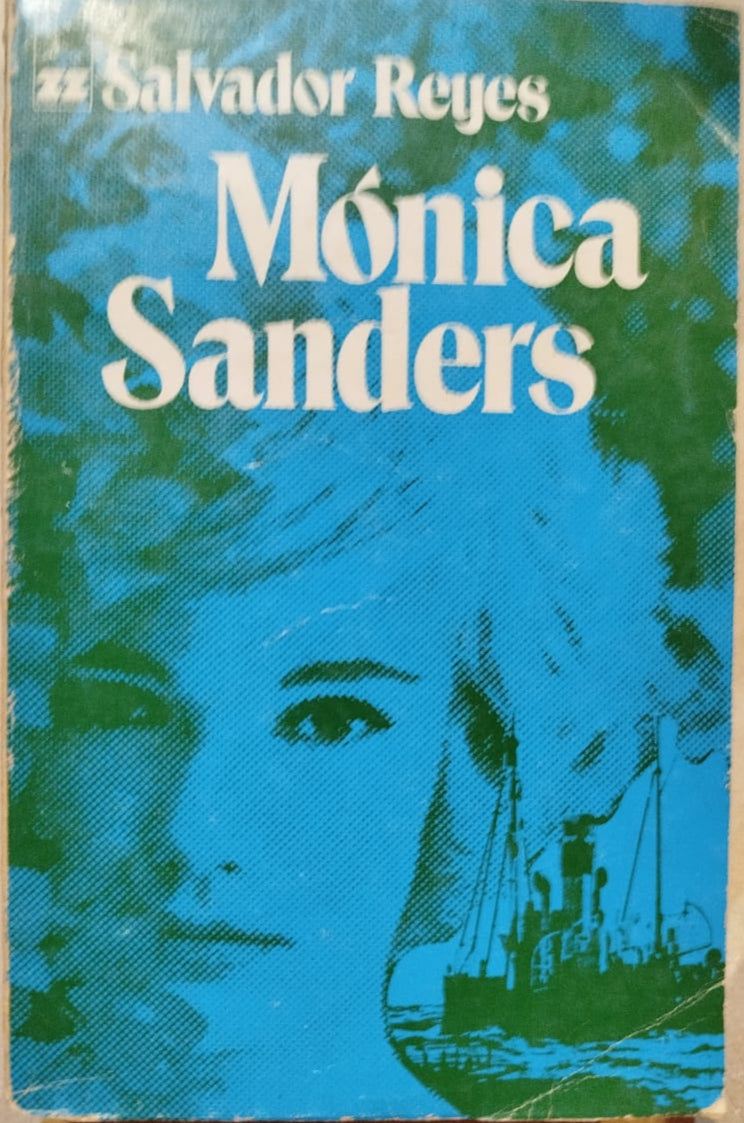 zz Salvador Reyes
Mónica
Sanders